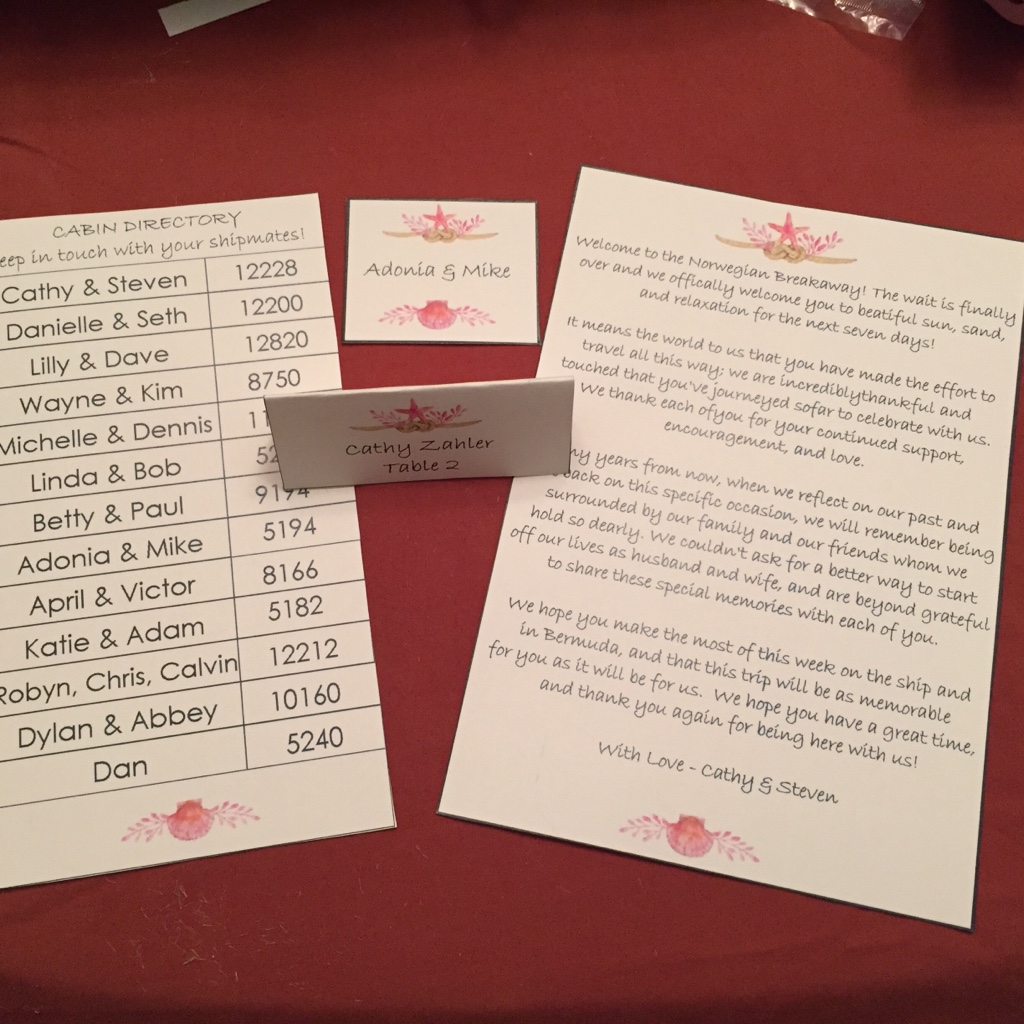 CABIN DIRECTORY
eep in touch with your shipmates!
Cathy & Steven 12228
Danielle & Seth 12200
Lilly & Dave 12820
Wayne & Kim 8750
Michelle & Dennis
Linda & Bob
Betty & Paul 9174
Adonia & Mike 5194
April & Victor 8166
Katie & Adam 5182
Robyn, Chris, Calvin 12212
Dylan & Abbey 10160
Dan 5240
Adonia & Mike
Cathy Zahler
Table 2
Welcome to the Norwegian Breakaway! The wait is finally
over and we offically welcome you to beatiful sun, sand,
and relaxation for the next seven days!
It means the world to us that you have made the effort to
travel all this way; we are incrediblythankful and
touched that you've journeyed sofar to celebrate with us.
We thank each ofyou for your continued support,
encouragement, and love.
ny years from now, when we reflect on our past and
back on this specific occasion, we will remember being
surrounded by our family and our friends whom we
hold so dearly. We couldn't ask for a better way to start
off our lives as husband and wife, and are beyond grateful
to share these special memories with each of you.
We hope you make the most of this week on the ship and
in Bermuda, and that this trip will be as memorable
for you as it will be for us. We hope you have a great time,
and thank you again for being here with us!
With Love - Cathy & Steven